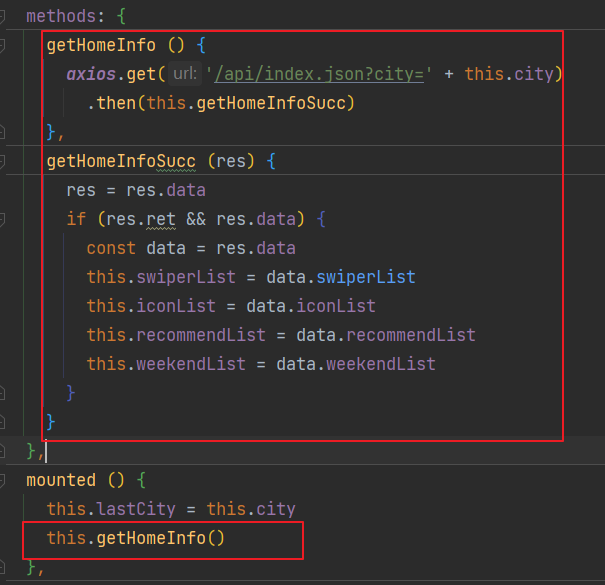 methods: {
getHomeInfo () {
axios.get( url: '/api/index.json?city=' + this.city)
.then(this.getHomeInfoSucc)
},
getHomeInfoSucc (res) {
res = res.data
if (res.ret && res.data) {
const data = res.data
this.swiperList = data.swiperList
this.iconList = data.iconList
this.recommendList = data.recommendList
this.weekendList = data.weekendList
}
}
},
mounted () {
this.lastCity = this.city
this.getHomeInfo()
},